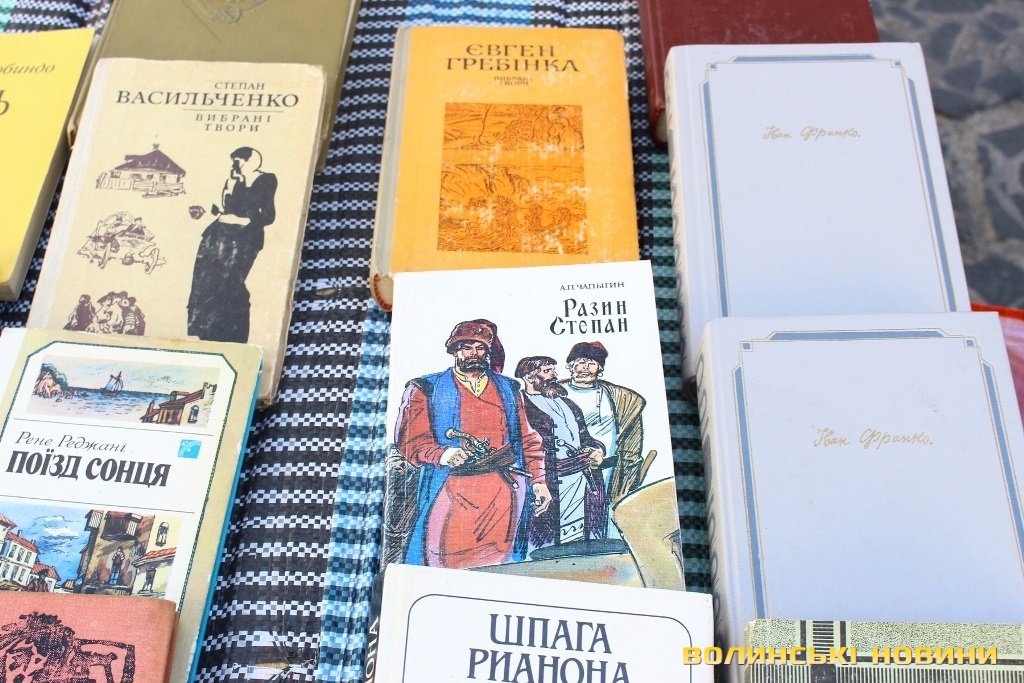 СТЕПАН
ВАСИЛЬЧЕНКО
ВИБРАНІ
ТВОРИ
ЄВГЕН
ГРЕБІНКА
ВИБРАНІ
ТВОРИ
Іван Франко.
А.П. ЧАПЫГИН
Разин
Степан
Рене Реджані
ПОЇЗД СОНЦЯ
Іван Франко.
ШПАГА
РИАНОНА
ВОЛИНСЬКІ НОВИНИ